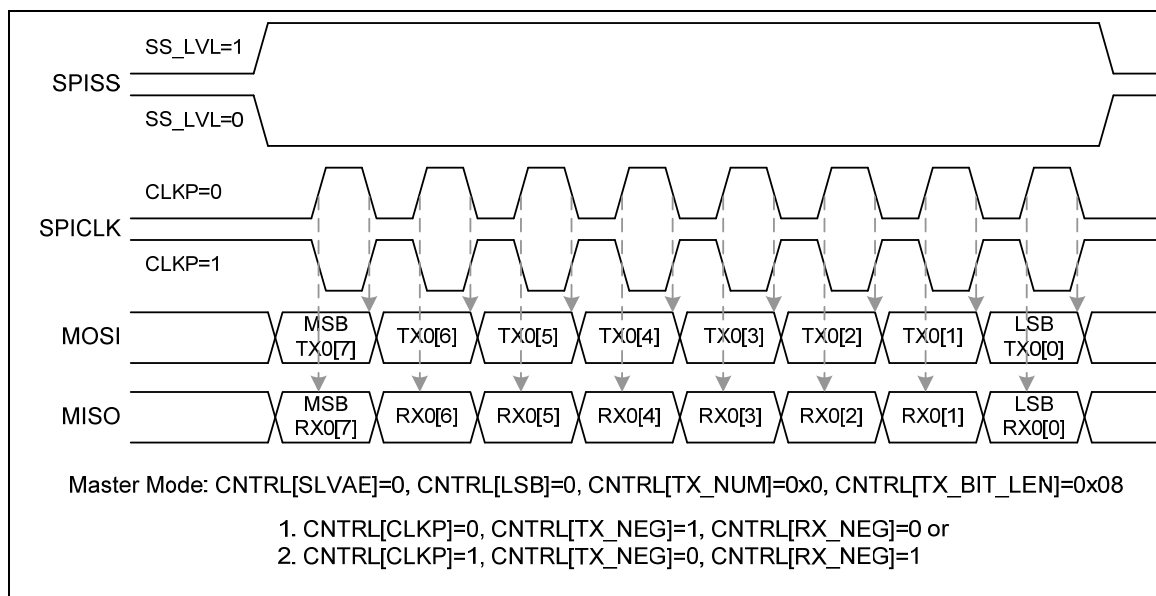 SS_LVL=1
SPISS
SS_LVL=0
CLKP=0
SPICLK
CLKP=1
MOSI
MSB TX0[7] TX0[6] TX0[5] TX0[4] TX0[3] TX0[2] TX0[1] LSB TX0[0]
MISO
MSB RX0[7] RX0[6] RX0[5] RX0[4] RX0[3] RX0[2] RX0[1] LSB RX0[0]
Master Mode: CNTRL[SLVAE]=0, CNTRL[LSB]=0, CNTRL[TX_NUM]=0x0, CNTRL[TX_BIT_LEN]=0x08
1. CNTRL[CLKP]=0, CNTRL[TX_NEG]=1, CNTRL[RX_NEG]=0 or
2. CNTRL[CLKP]=1, CNTRL[TX_NEG]=0, CNTRL[RX_NEG]=1